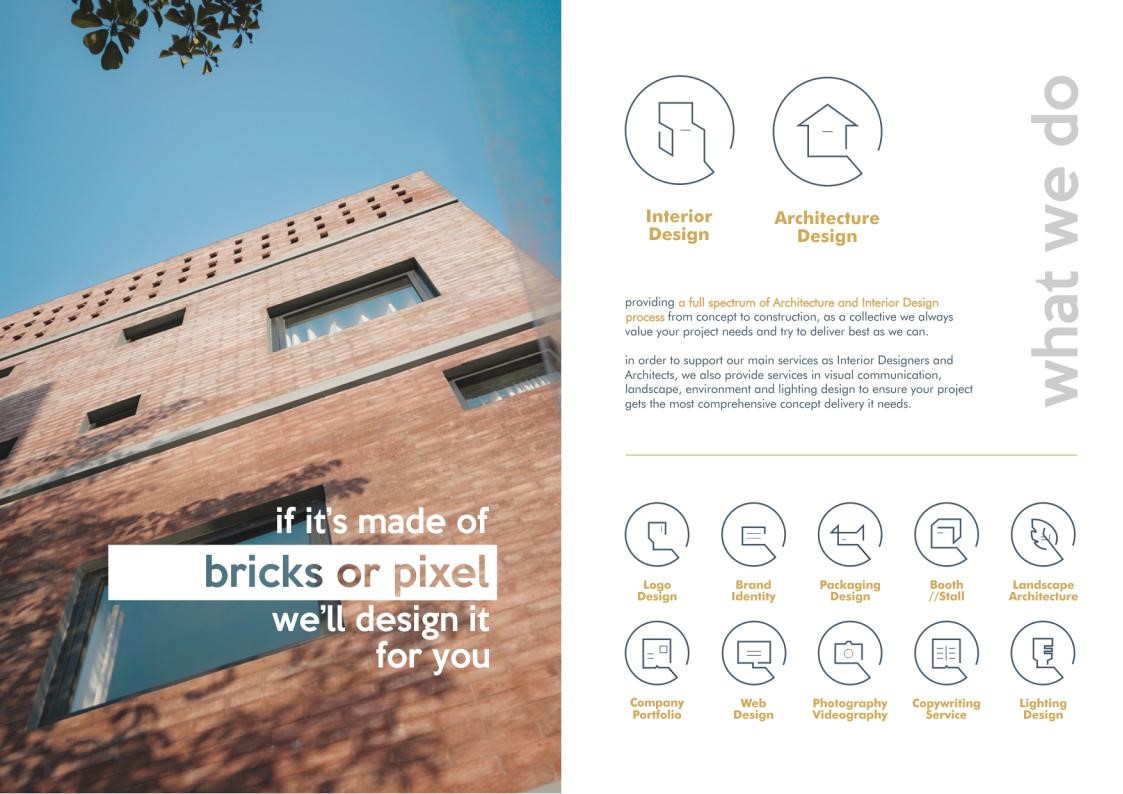 if it's made of
bricks or pixel
we'll design it
for you
what we do
Interior
Design
Architecture
Design
providing a full spectrum of Architecture and Interior Design
process from concept to construction, as a collective we always
value your project needs and try to deliver best as we can.
in order to support our main services as Interior Designers and
Architects, we also provide services in visual communication,
landscape, environment and lighting design to ensure your project
gets the most comprehensive concept delivery it needs.
Logo
Design
Brand
Identity
Packaging
Design
Booth
//Stall
Landscape
Architecture
Company
Portfolio
Web
Design
Photography
Videography
Copywriting
Service
Lighting
Design